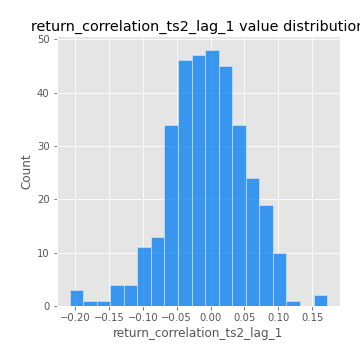 return_correlation_ts2_lag_1 value distribution
50
40
30
20
10
0
Count
−0.20 −0.15 −0.10 −0.05 0.00 0.05 0.10 0.15
return_correlation_ts2_lag_1